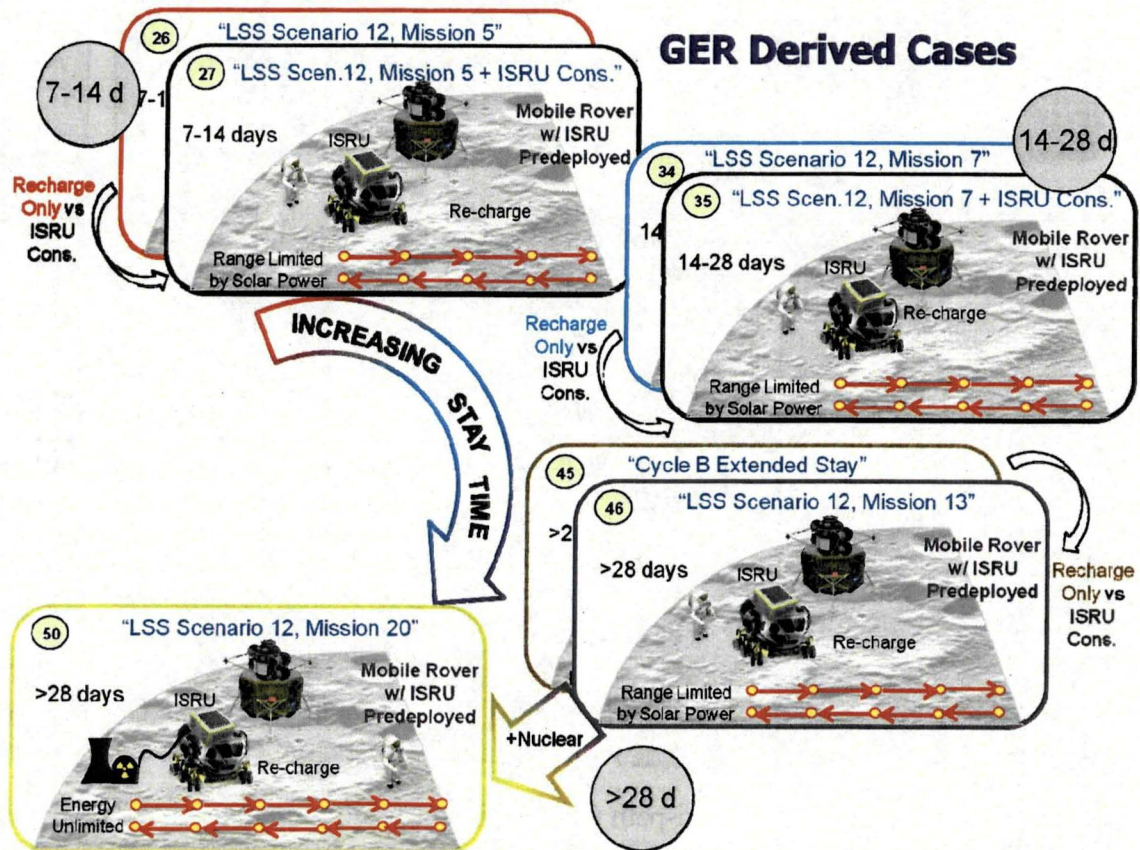 GER Derived Cases
7-14 d
26
"LSS Scenario 12, Mission 5"
7-1
27
"LSS Scen.12, Mission 5 + ISRU Cons."
7-14 days
ISRU
Mobile Rover
w/ ISRU
Predeployed
Re-charge
Range Limited
by Solar Power
Recharge
Only vs
ISRU
Cons.
14-28 d
34
"LSS Scenario 12, Mission 7"
14
35
"LSS Scen.12, Mission 7 + ISRU Cons."
14-28 days
ISRU
Mobile Rover
w/ ISRU
Predeployed
Re-charge
Range Limited
by Solar Power
Recharge
Only vs
ISRU
Cons.
INCREASING STAY TIME
45
"Cycle B Extended Stay"
>2
46
"LSS Scenario 12, Mission 13"
>28 days
ISRU
Mobile Rover
w/ ISRU
Predeployed
Re-charge
Range Limited
by Solar Power
Recharge
Only vs
ISRU
Cons.
50
"LSS Scenario 12, Mission 20"
>28 days
ISRU
Mobile Rover
w/ ISRU
Predeployed
Re-charge
Energy
Unlimited
+Nuclear
>28 d